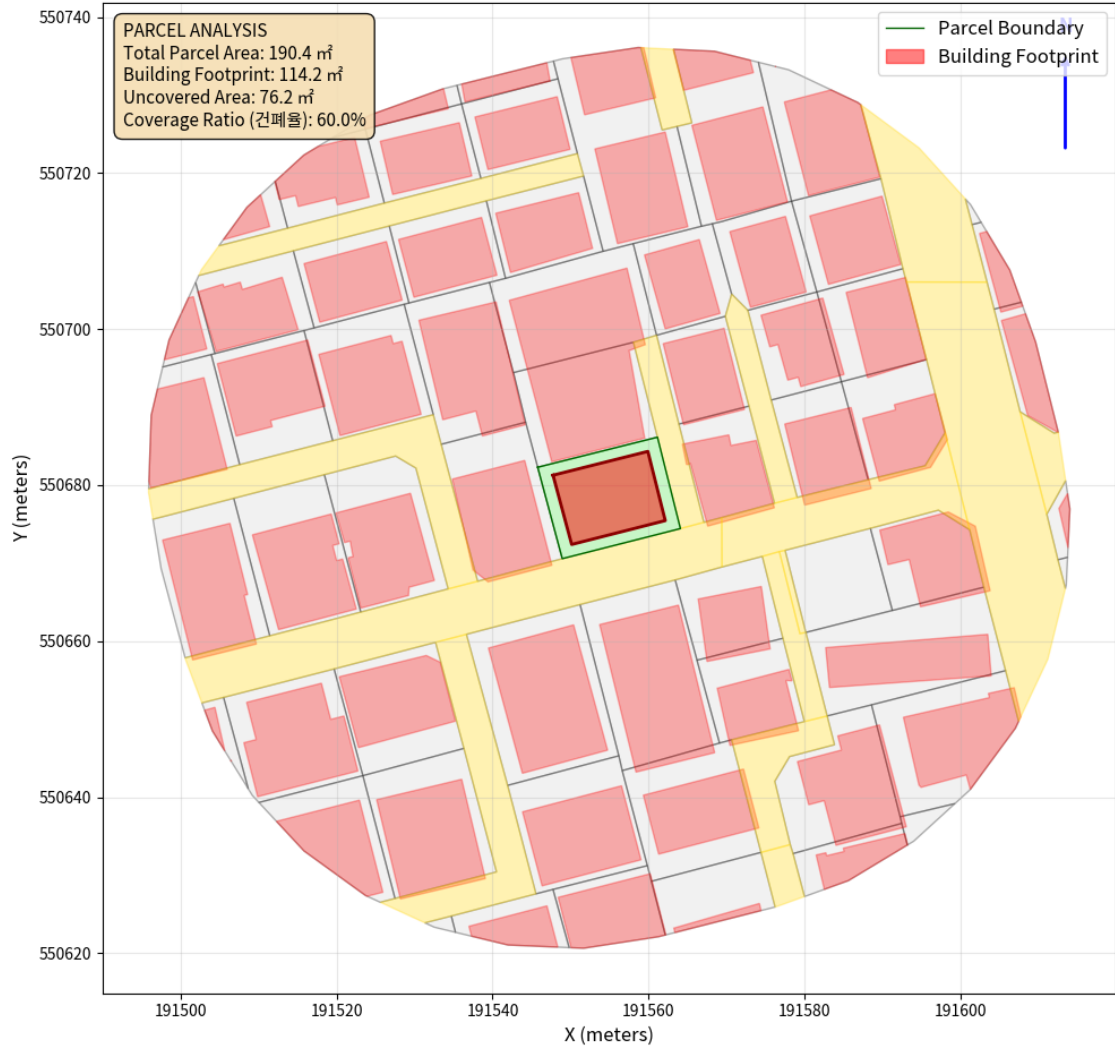 PARCEL ANALYSIS
Total Parcel Area: 190.4 ㎡
Building Footprint: 114.2 ㎡
Uncovered Area: 76.2 ㎡
Coverage Ratio (건폐율): 60.0%
Parcel Boundary
Building Footprint
N
550740
550720
550700
550680
550660
550640
550620
Y (meters)
191500
191520
191540
191560
191580
191600
X (meters)